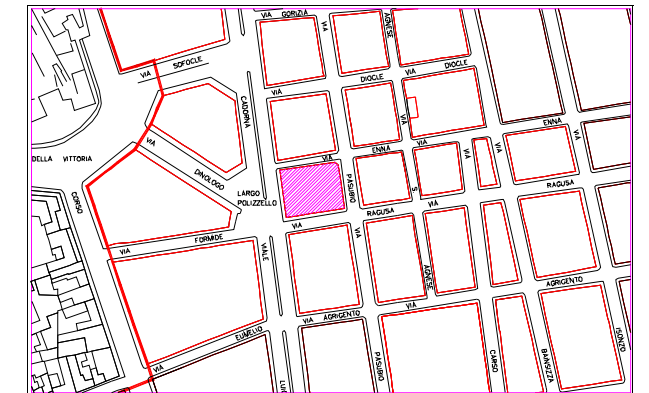 VIA GORIZIA
VIA
AGNESE
VIA
VIA SOFOCLE
VIA DIOCLE
VIA DIOCLE
VIA
CADORNA
VIA
VIA ENNA
VIA ENNA
VIA
VIA
VIA
VIA
DELLA VITTORIA
CORSO
DINOLOGO
LARGO
POLIZZELLO
PASUBIO
S
VIA RAGUSA
VIA RAGUSA
VIA FORMIDE
VIALE
VIA
AGNESE
VIA AGRIGENTO
VIA AGRIGENTO
VIA EUMELIO
PASUBIO
CARSO
BAINSIZZA
ISONZO